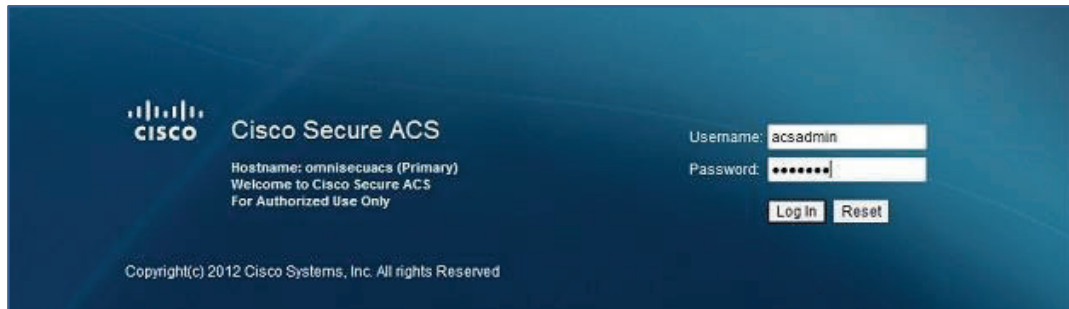 CISCO
Cisco Secure ACS
Hostname: omnisecuacs (Primary)
Welcome to Cisco Secure ACS
For Authorized Use Only
Username: acsadmin
Password: •••••••
Log In Reset
Copyright(c) 2012 Cisco Systems, Inc. All rights Reserved